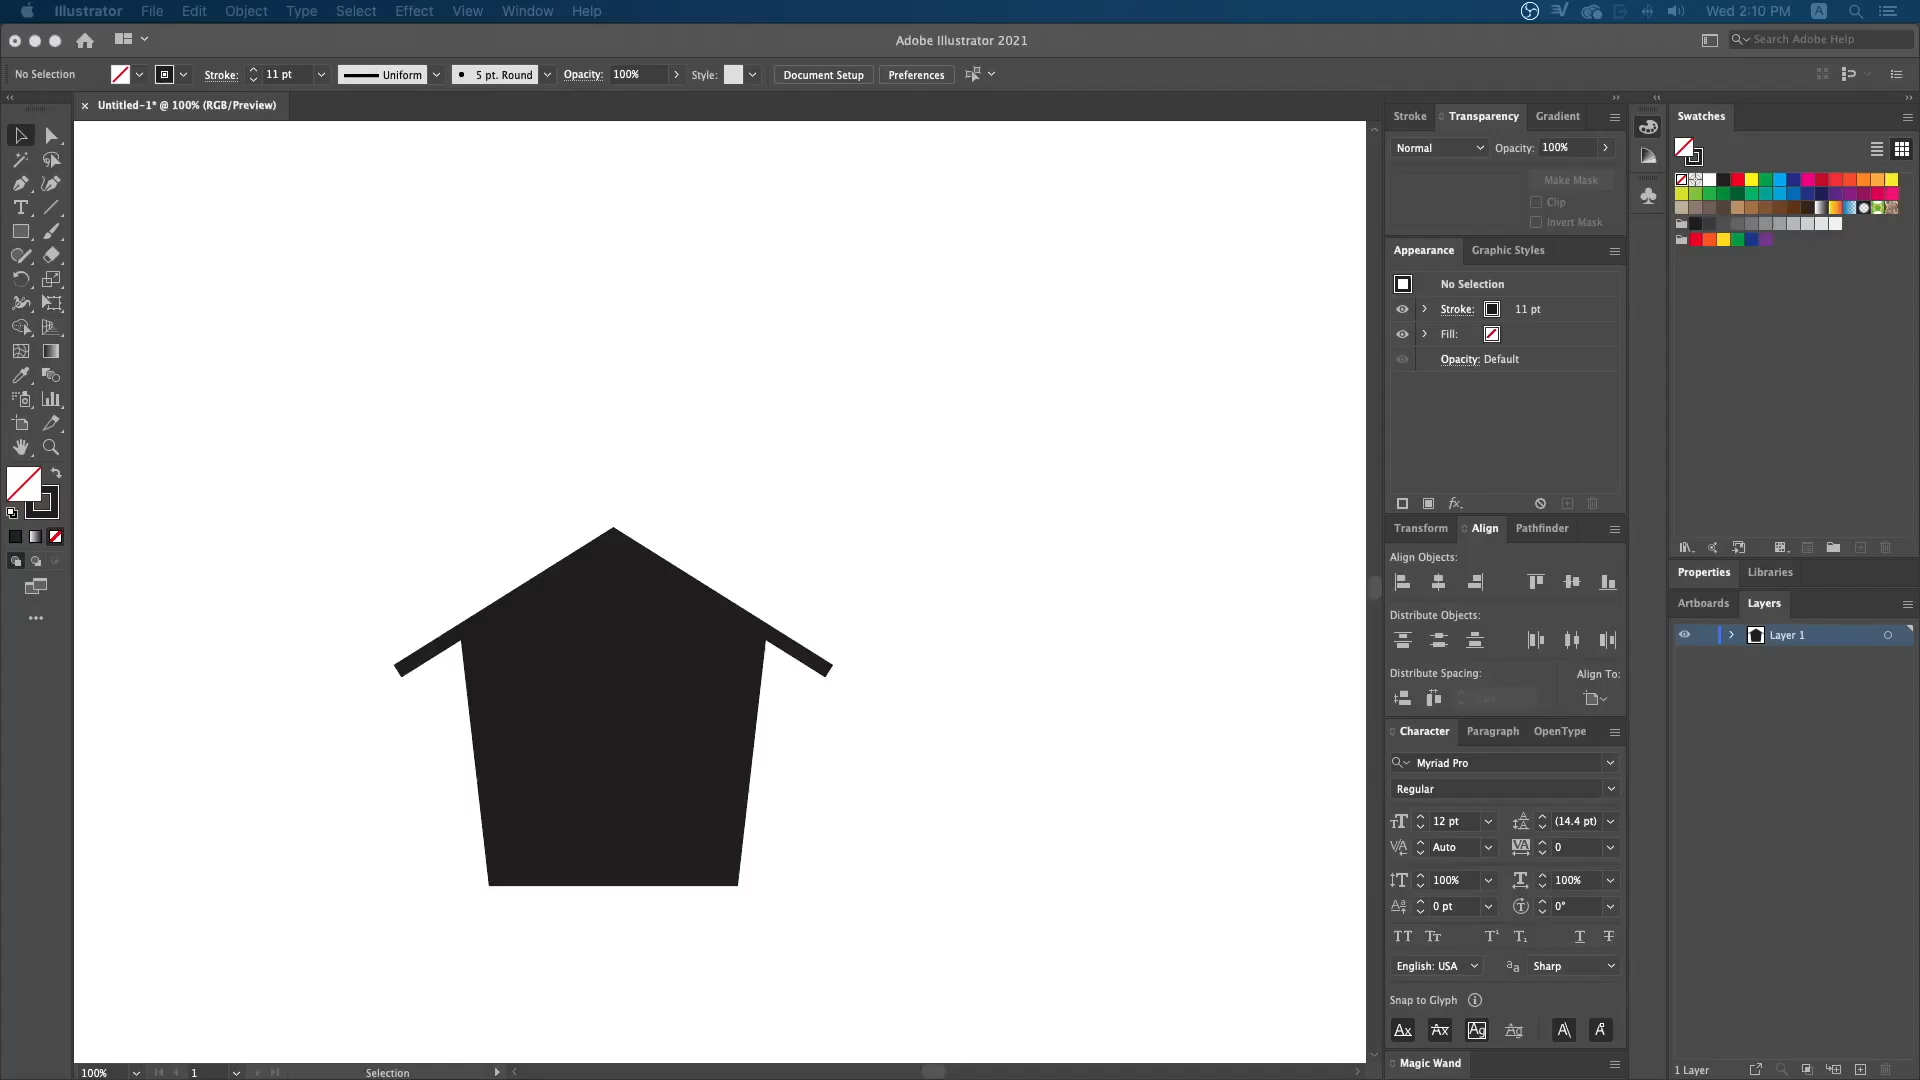 Illustrator File Edit Object Type Select Effect View Window Help Wed 2:10 PM A
Adobe Illustrator 2021 Search Adobe Help
No Selection Stroke: 11 pt Uniform 5 pt. Round Opacity: 100% Style: Document Setup Preferences
× Untitled-1* @ 100% (RGB/Preview)
Stroke Transparency Gradient
Normal Opacity: 100%
Make Mask
Clip
Invert Mask
Appearance Graphic Styles
No Selection
Stroke: 11 pt
Fill:
Opacity: Default
fx.
Transform Align Pathfinder
Align Objects:
Distribute Objects:
Distribute Spacing: Align To:
Character Paragraph OpenType
Myriad Pro
Regular
12 pt (14.4 pt)
Auto 0
100% 100%
0 pt 0°
English: USA Sharp
Snap to Glyph
Magic Wand
Swatches
Properties Libraries
Artboards Layers
Layer 1
1 Layer
100% 1 Selection